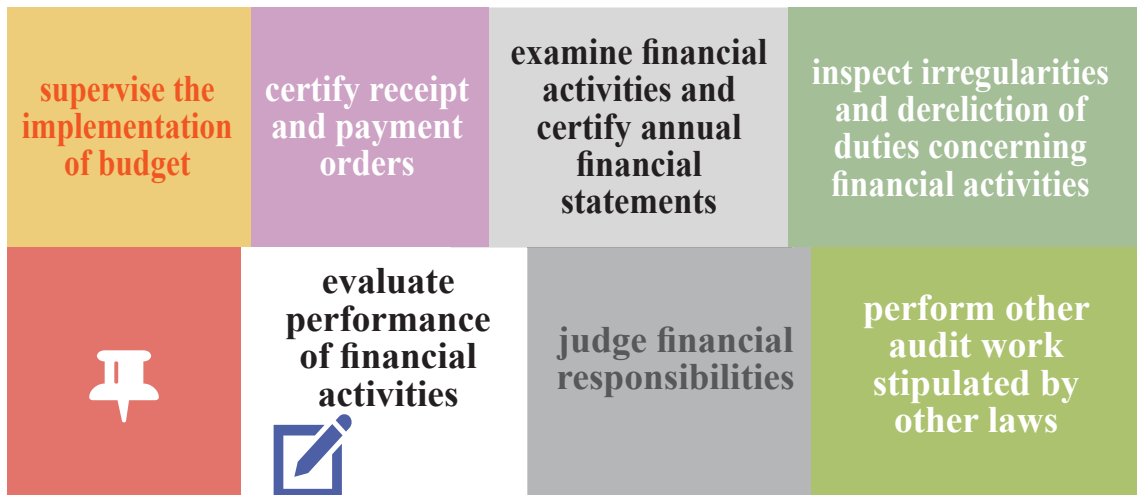 supervise the
implementation
of budget
certify receipt
and payment
orders
examine financial
activities and
certify annual
financial
statements
inspect irregularities
and dereliction of
duties concerning
financial activities
evaluate
performance
of financial
activities
judge financial
responsibilities
perform other
audit work
stipulated by
other laws